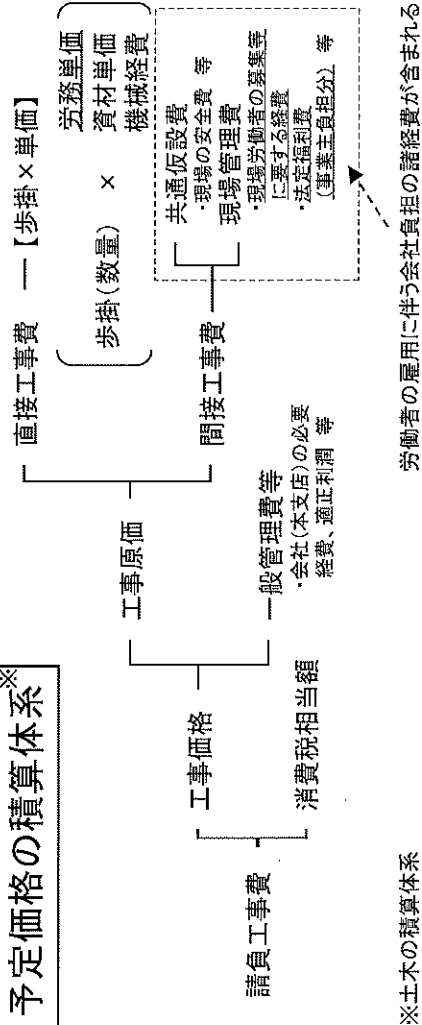 予定価格の積算体系※
請負工事費
工事価格
消費税相当額
工事原価
一般管理費等
・会社(本支店)の必要
経費、適正利潤 等
直接工事費 ― 【歩掛×単価】
歩掛(数量) ×
労務単価
資材単価
機械経費
間接工事費
共通仮設費
・現場の安全費 等
現場管理費
・現場労働者の募集等
に要する経費
・法定福利費
(事業主負担分) 等
労働者の雇用に伴う会社負担の諸経費が含まれる
※土木の積算体系